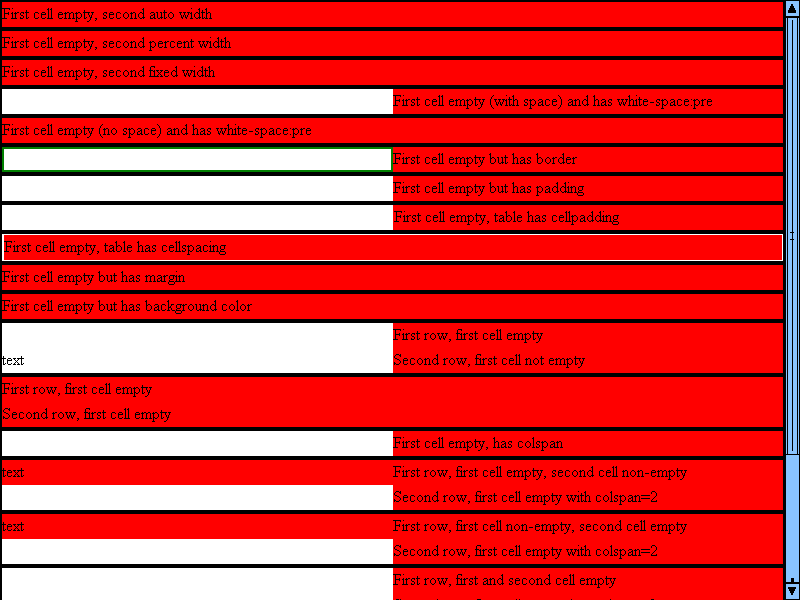 First cell empty, second auto width
First cell empty, second percent width
First cell empty, second fixed width
First cell empty (with space) and has white-space:pre
First cell empty (no space) and has white-space:pre
First cell empty but has border
First cell empty but has padding
First cell empty, table has cellpadding
First cell empty, table has cellspacing
First cell empty but has margin
First cell empty but has background color
First row, first cell empty
text Second row, first cell not empty
First row, first cell empty
Second row, first cell empty
First cell empty, has colspan
text First row, first cell empty, second cell non-empty
Second row, first cell empty with colspan=2
text First row, first cell non-empty, second cell empty
Second row, first cell empty with colspan=2
First row, first and second cell empty